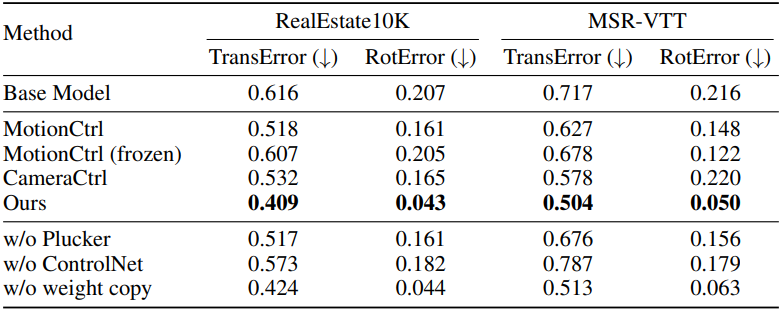 Method RealEstate10K MSR-VTT
TransError (↓) RotError (↓) TransError (↓) RotError (↓)
Base Model 0.616 0.207 0.717 0.216
MotionCtrl 0.518 0.161 0.627 0.148
MotionCtrl (frozen) 0.607 0.205 0.678 0.122
CameraCtrl 0.532 0.165 0.578 0.220
Ours 0.409 0.043 0.504 0.050
w/o Plucker 0.517 0.161 0.676 0.156
w/o ControlNet 0.573 0.182 0.787 0.179
w/o weight copy 0.424 0.044 0.513 0.063